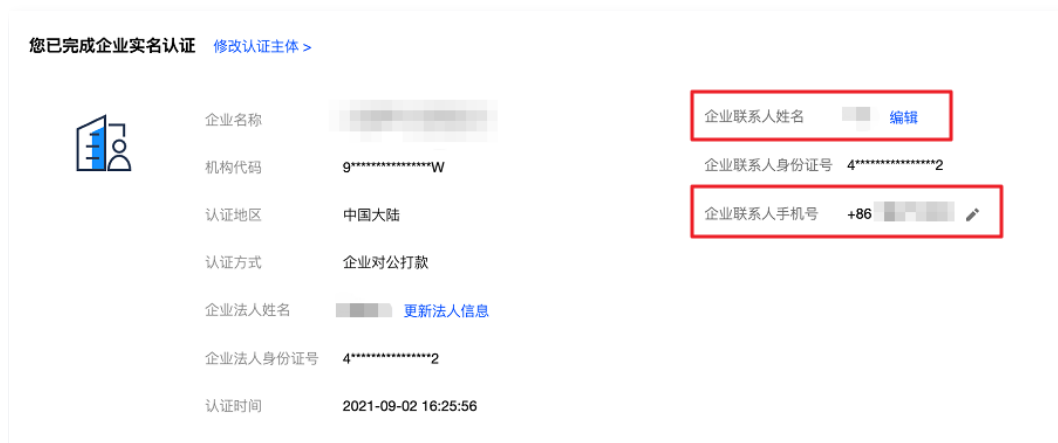 您已完成企业实名认证 修改认证主体 >
企业名称
机构代码 9****************W
认证地区 中国大陆
认证方式 企业对公打款
企业法人姓名 更新法人信息
企业法人身份证号 4****************2
认证时间 2021-09-02 16:25:56
企业联系人姓名 编辑
企业联系人身份证号 4****************2
企业联系人手机号 +86